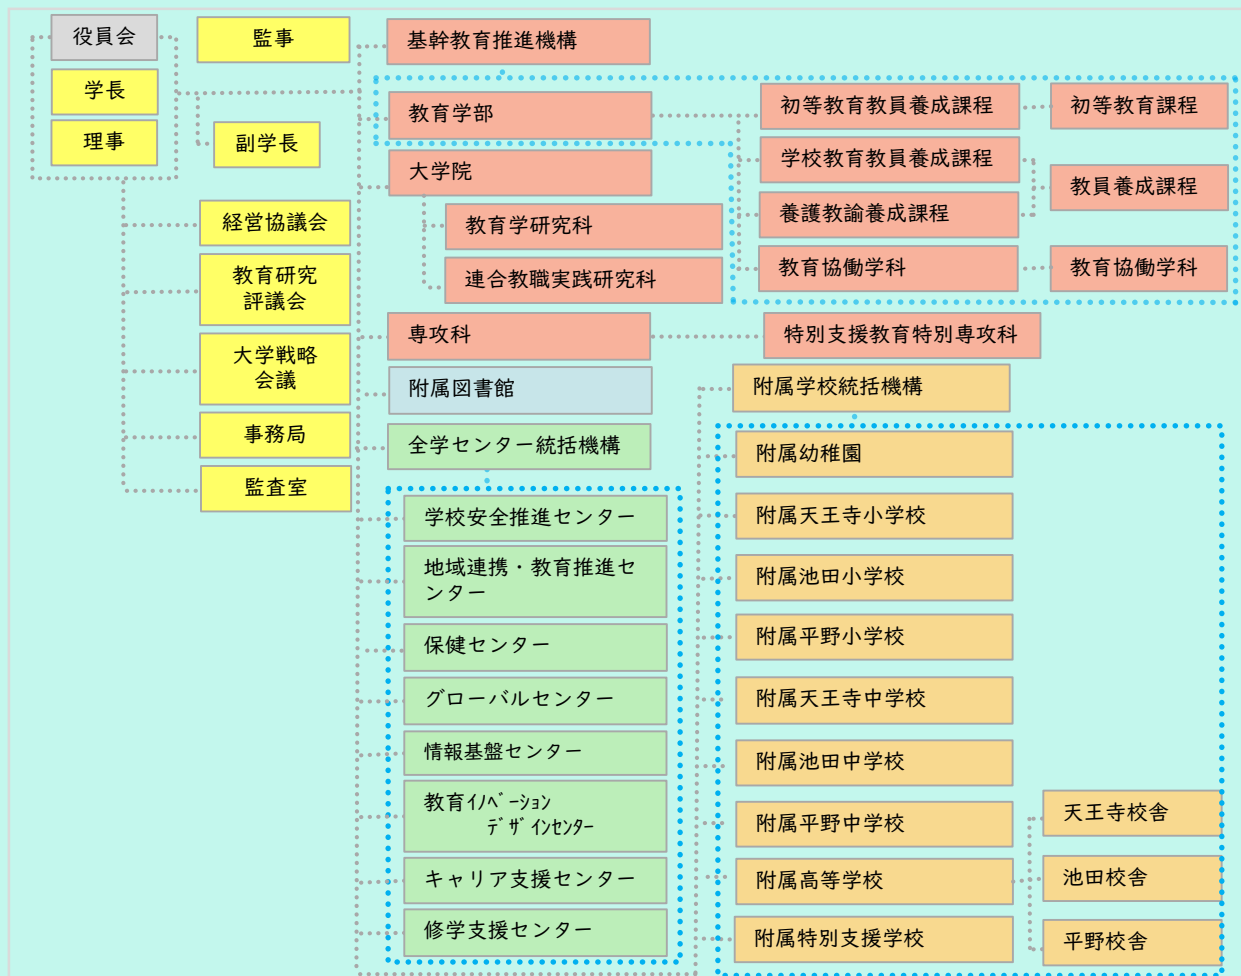 役員会
学長
理事
監事
副学長
経営協議会
教育研究
評議会
大学戦略
会議
事務局
監査室
基幹教育推進機構
教育学部
初等教育教員養成課程
初等教育課程
学校教育教員養成課程
養護教諭養成課程
教員養成課程
教育協働学科
教育協働学科
大学院
教育学研究科
連合教職実践研究科
専攻科
特別支援教育特別専攻科
附属図書館
全学センター統括機構
学校安全推進センター
地域連携・教育推進セ
ンター
保健センター
グローバルセンター
情報基盤センター
教育ｲﾉﾍﾞｰｼｮﾝ
ﾃﾞｻﾞｲﾝｾﾝﾀｰ
キャリア支援センター
修学支援センター
附属学校統括機構
附属幼稚園
附属天王寺小学校
附属池田小学校
附属平野小学校
附属天王寺中学校
附属池田中学校
附属平野中学校
附属高等学校
天王寺校舎
池田校舎
平野校舎
附属特別支援学校